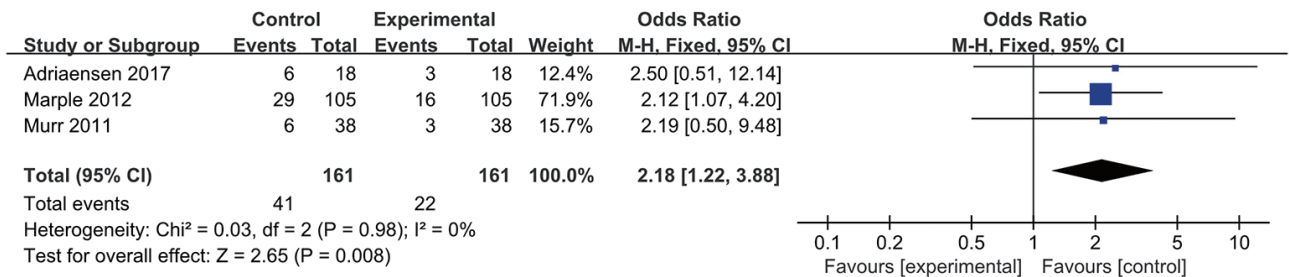 Control Experimental Odds Ratio Odds Ratio
Study or Subgroup Events Total Events Total Weight M-H, Fixed, 95% CI M-H, Fixed, 95% CI
Adriaensen 2017 6 18 3 18 12.4% 2.50 [0.51, 12.14]
Marple 2012 29 105 16 105 71.9% 2.12 [1.07, 4.20]
Murr 2011 6 38 3 38 15.7% 2.19 [0.50, 9.48]
Total (95% CI) 161 161 100.0% 2.18 [1.22, 3.88]
Total events 41 22
Heterogeneity: Chi² = 0.03, df = 2 (P = 0.98); I² = 0%
Test for overall effect: Z = 2.65 (P = 0.008)
0.1 0.2 0.5 1 2 5 10
Favours [experimental] Favours [control]